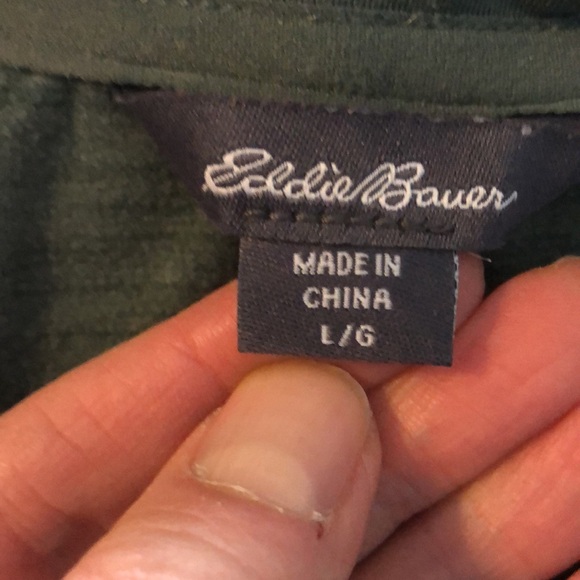 Eddie Bauer
MADE IN
CHINA
L/G